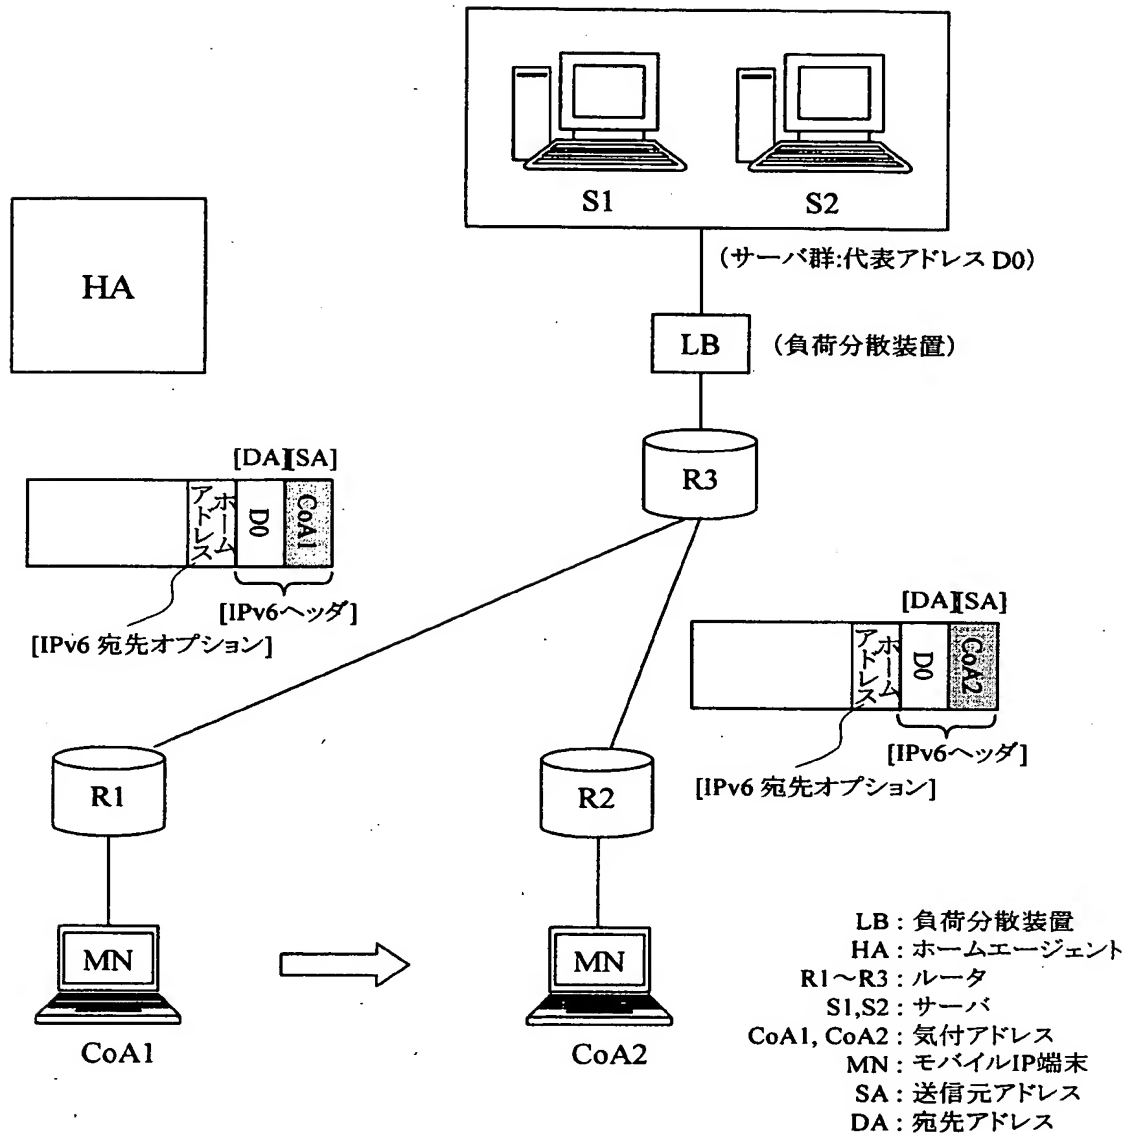 S1
S2
(サーバ群:代表アドレス D0)
HA
LB
(負荷分散装置)
R3
[DA][SA]
ホームアドレス
D0
CoA1
[IPv6ヘッダ]
[IPv6 宛先オプション]
[DA][SA]
ホームアドレス
D0
CoA2
[IPv6ヘッダ]
[IPv6 宛先オプション]
R1
R2
MN
MN
CoA1
CoA2
LB : 負荷分散装置
HA : ホームエージェント
R1~R3 : ルータ
S1,S2 : サーバ
CoA1, CoA2 : 気付アドレス
MN : モバイルIP端末
SA : 送信元アドレス
DA : 宛先アドレス